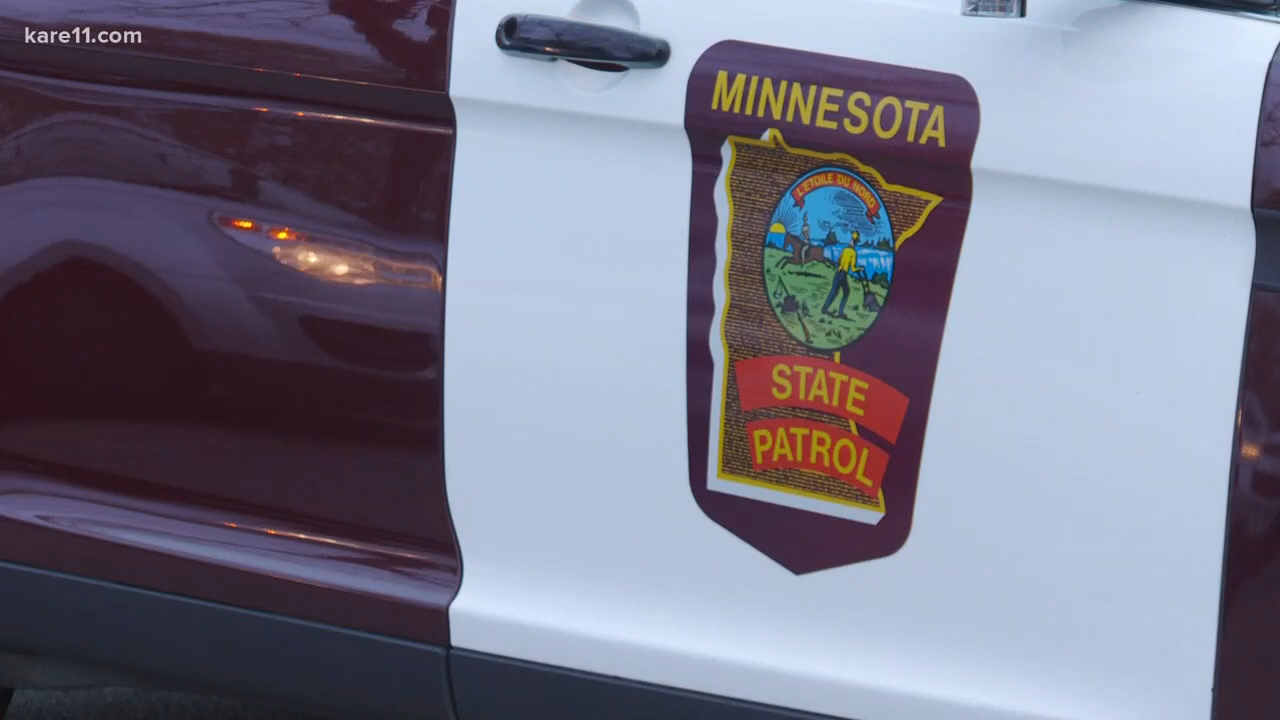 kare11.com
MINNESOTA
L'ETOILE DU NORD
STATE
PATROL